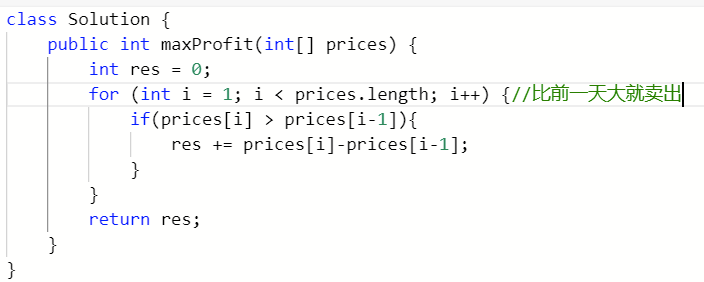 class Solution {
    public int maxProfit(int[] prices) {
        int res = 0;
        for (int i = 1; i < prices.length; i++) {//比前一天大就卖出
            if(prices[i] > prices[i-1]){
                res += prices[i]-prices[i-1];
            }
        }
        return res;
    }
}